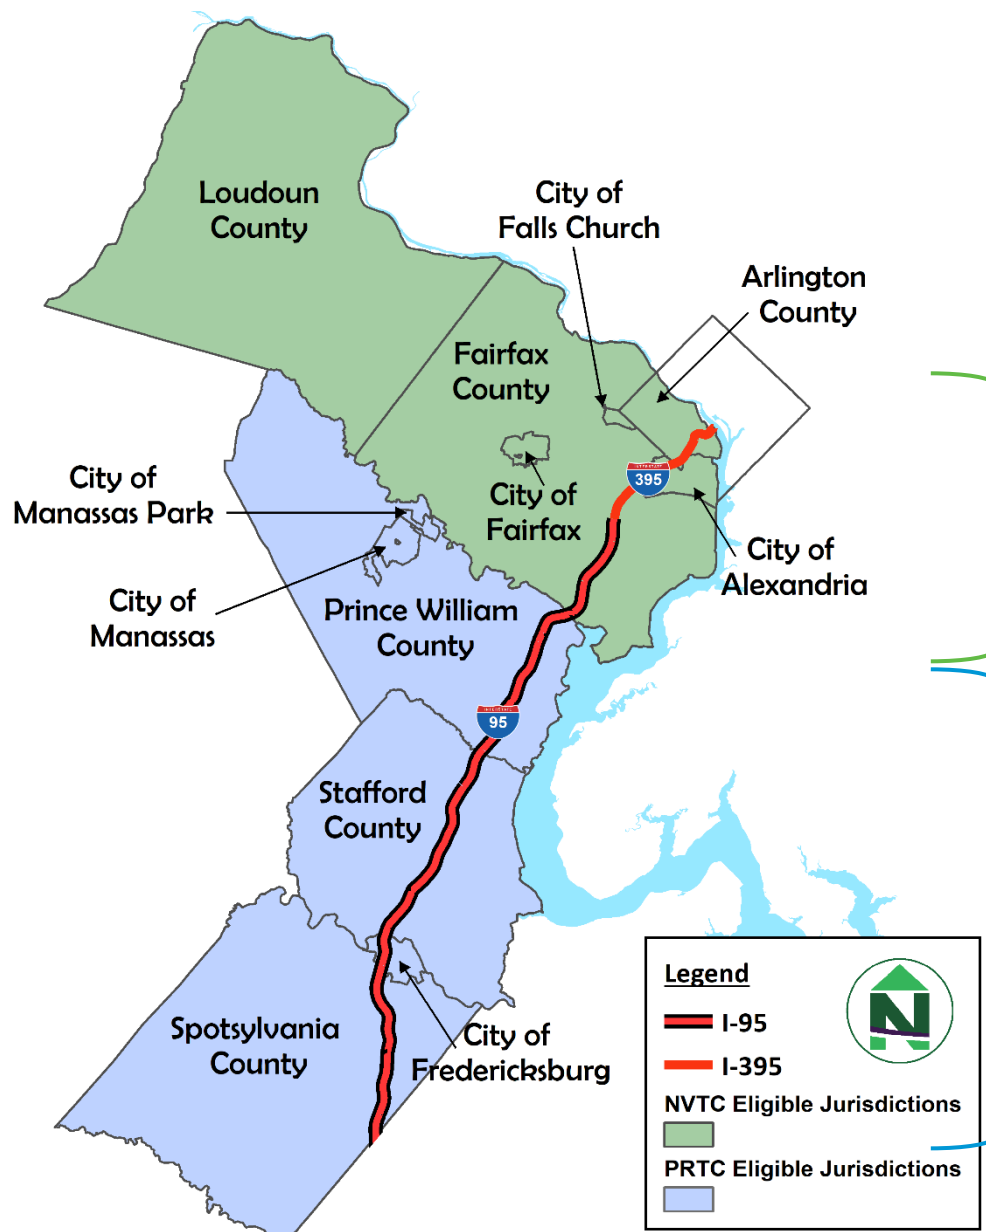 Loudoun
County
City of
Falls Church
Arlington
County
Fairfax
County
City of
Manassas Park
395
City of
Fairfax
City of
Alexandria
City of
Manassas
Prince William
County
95
Stafford
County
Spotsylvania
County
City of
Fredericksburg
Legend
I-95
I-395
NVTC Eligible Jurisdictions
PRTC Eligible Jurisdictions
N